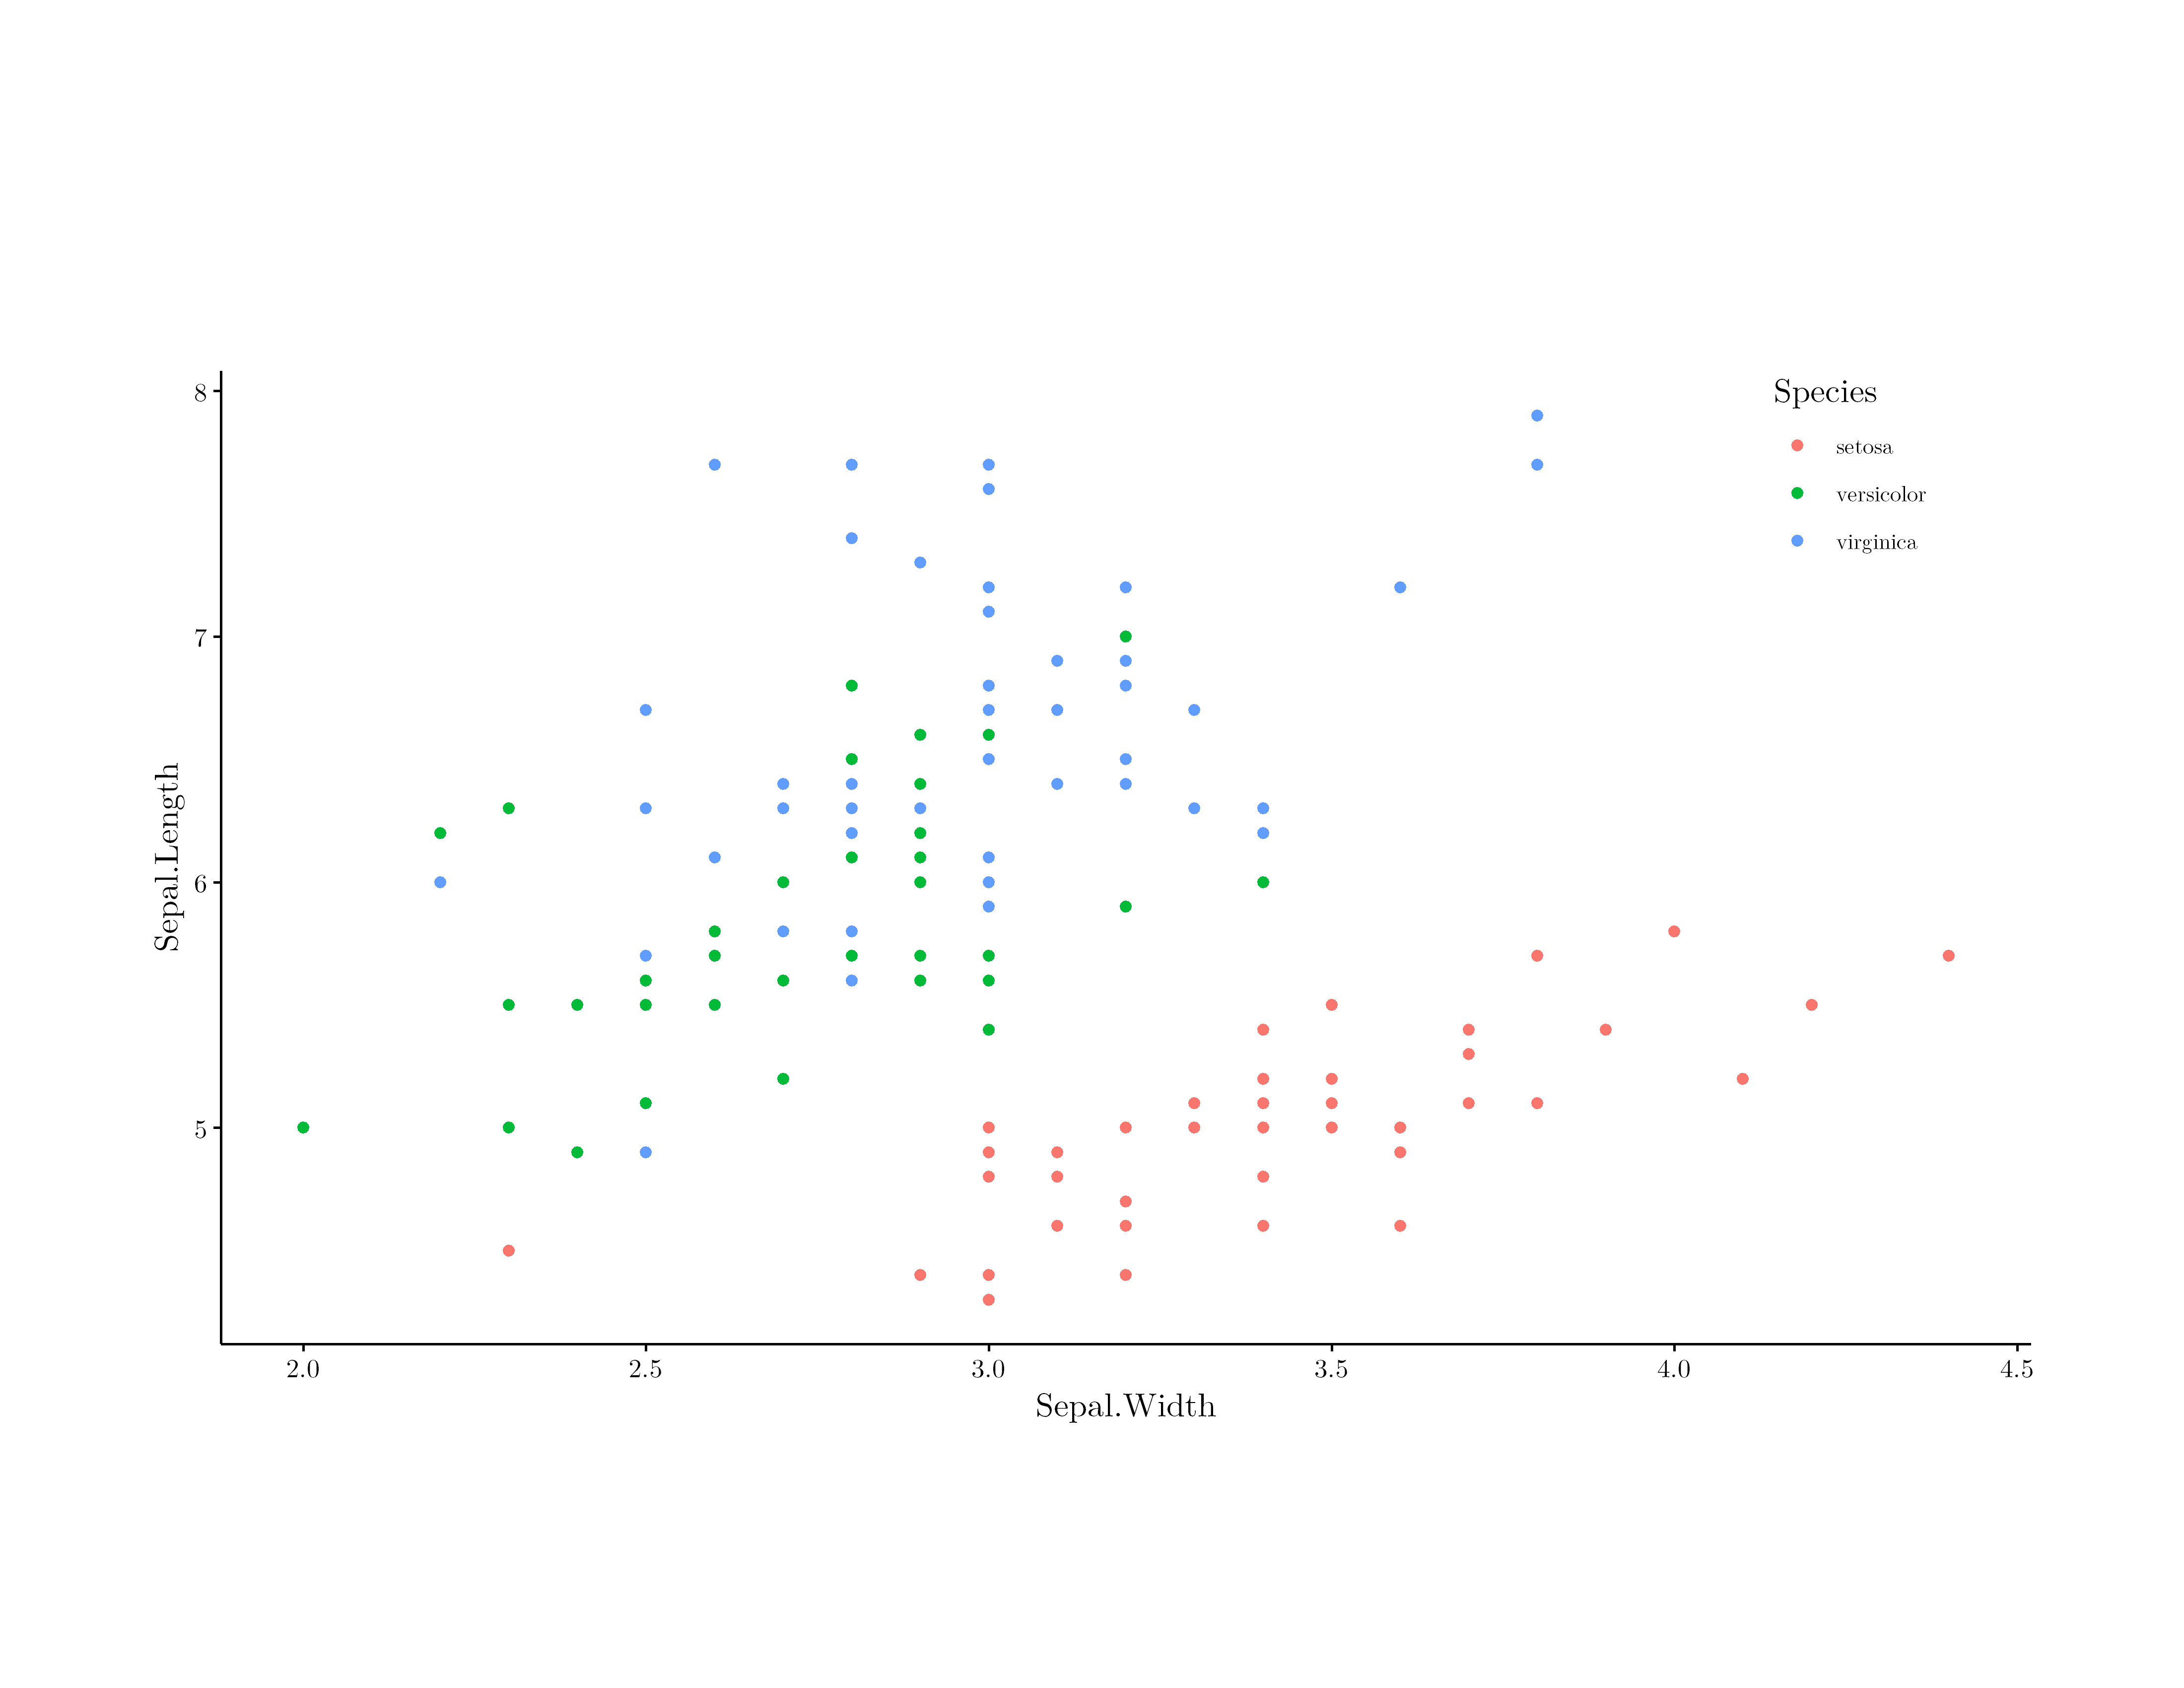 8
7
6
5
Sepal.Length
Species
setosa
versicolor
virginica
2.0 2.5 3.0 3.5 4.0 4.5
Sepal.Width